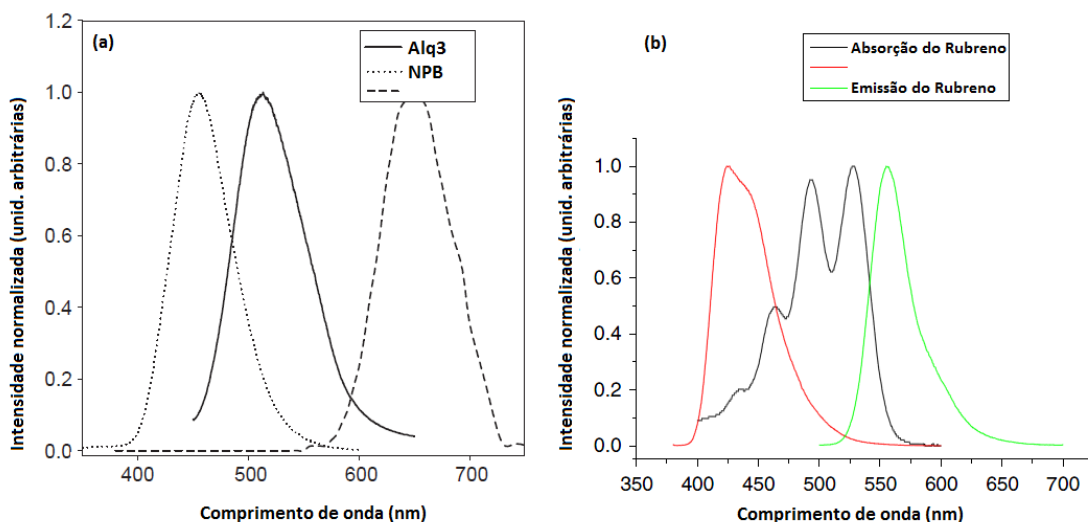 (a)
Alq3
NPB
1.2
1.0
0.8
0.6
0.4
0.2
0.0
400
500
600
700
Intensidade normalizada (unid. arbitrárias)
Comprimento de onda (nm)
(b)
Absorção do Rubreno
Emissão do Rubreno
1.0
0.8
0.6
0.4
0.2
0.0
350
400
450
500
550
600
650
700
Intensidade normalizada (unid. arbitrárias)
Comprimento de onda (nm)